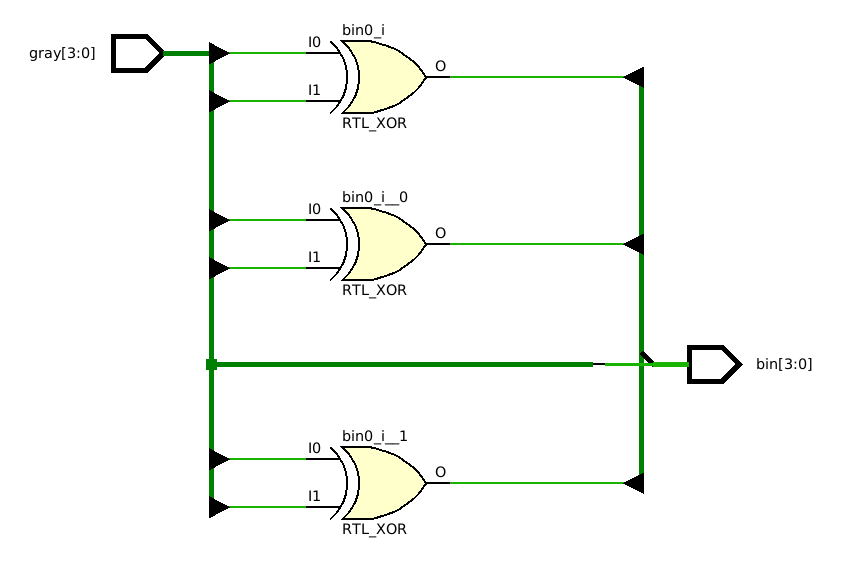 bin0_i
gray[3:0]
I0
I1
O
RTL_XOR
bin0_i__0
I0
I1
O
RTL_XOR
bin[3:0]
bin0_i__1
I0
I1
O
RTL_XOR